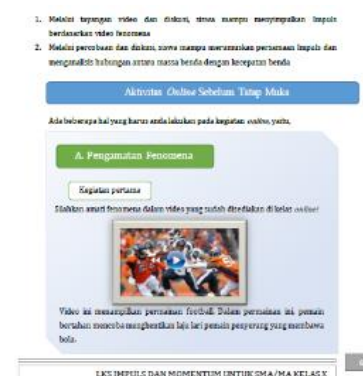 1. Melalui tayangan video dan diskusi, siswa mampu menyimpulkan Impuls
berdasarkan video fenomena
2. Melalui percobaan dan diskusi, siswa mampu merumuskan persamaan Impuls dan
menganalisis hubungan antara massa benda dengan kecepatan benda
Aktivitas Online Sebelum Tatap Muka
Ada beberapa hal yang harus anda lakukan pada kegiatan online, yaitu,
A. Pengamatan Fenomena
Kegiatan pertama
Silahkan amati fenomena dalam video yang sudah disediakan di kelas online!
Video ini menampilkan permainan football. Dalam permainan ini, pemain
bertahan mencoba menghentikan laju lari pemain penyerang yang membawa
bola.
LKS IMPULS DAN MOMENTUM UNTUK SMA/MA KELAS X